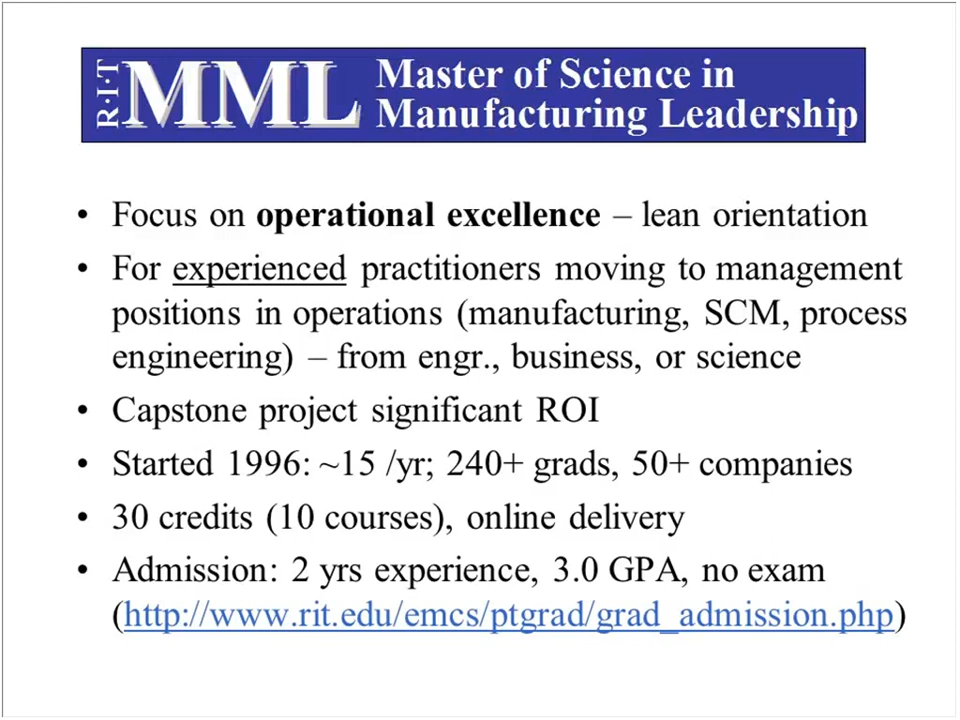 R·I·T MML Master of Science in
Manufacturing Leadership
• Focus on operational excellence – lean orientation
• For experienced practitioners moving to management
positions in operations (manufacturing, SCM, process
engineering) – from engr., business, or science
• Capstone project significant ROI
• Started 1996: ~15 /yr; 240+ grads, 50+ companies
• 30 credits (10 courses), online delivery
• Admission: 2 yrs experience, 3.0 GPA, no exam
(http://www.rit.edu/emcs/ptgrad/grad_admission.php)